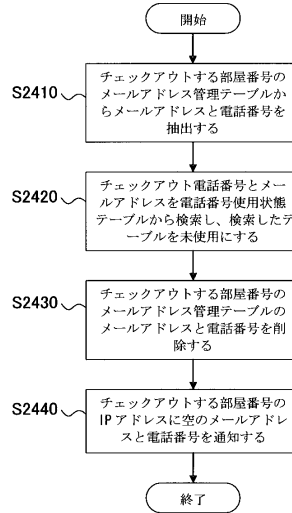 開始
S2410
チェックアウトする部屋番号の
メールアドレス管理テーブルか
らメールアドレスと電話番号を
抽出する
S2420
チェックアウト電話番号とメー
ルアドレスを電話番号使用状態
テーブルから検索し、検索したテ
ーブルを未使用にする
S2430
チェックアウトする部屋番号の
メールアドレス管理テーブルの
メールアドレスと電話番号を削
除する
S2440
チェックアウトする部屋番号の
IPアドレスに空のメールアドレ
スと電話番号を通知する
終了